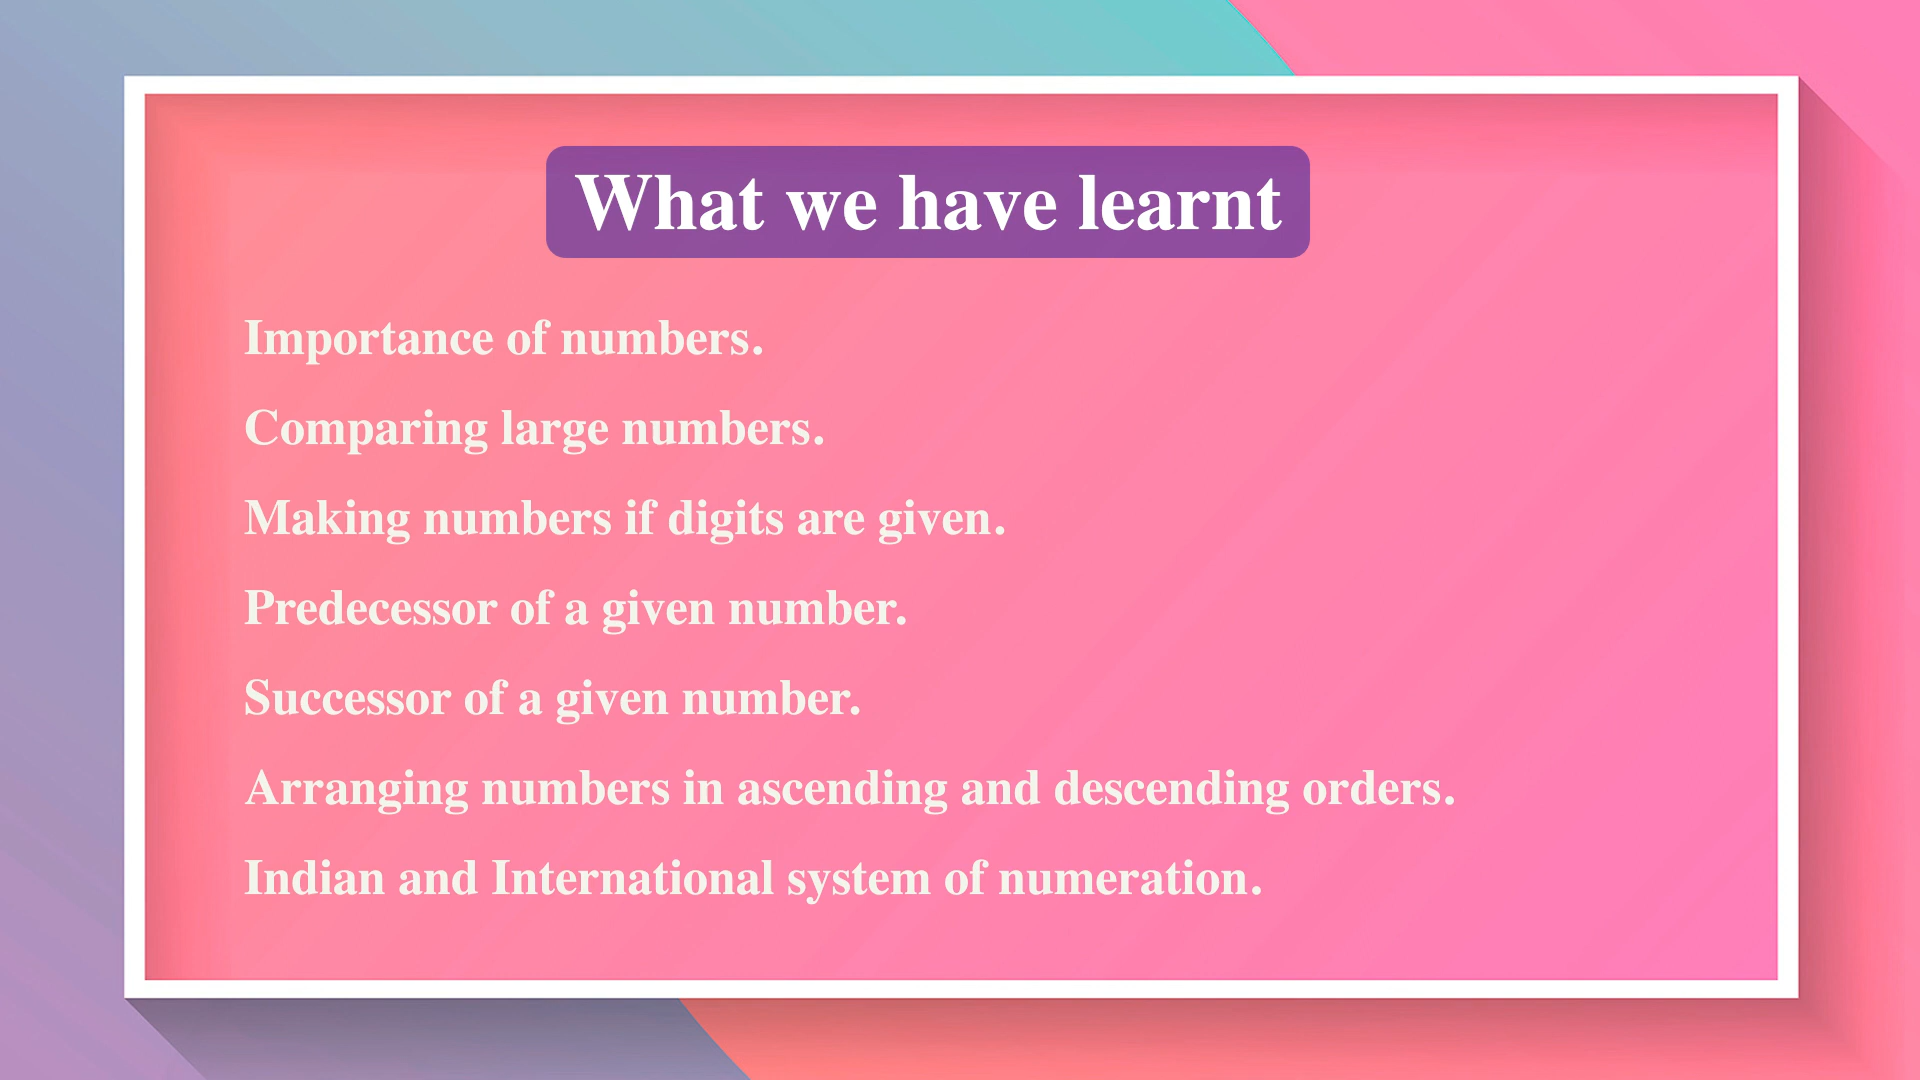 What we have learnt
Importance of numbers.
Comparing large numbers.
Making numbers if digits are given.
Predecessor of a given number.
Successor of a given number.
Arranging numbers in ascending and descending orders.
Indian and International system of numeration.